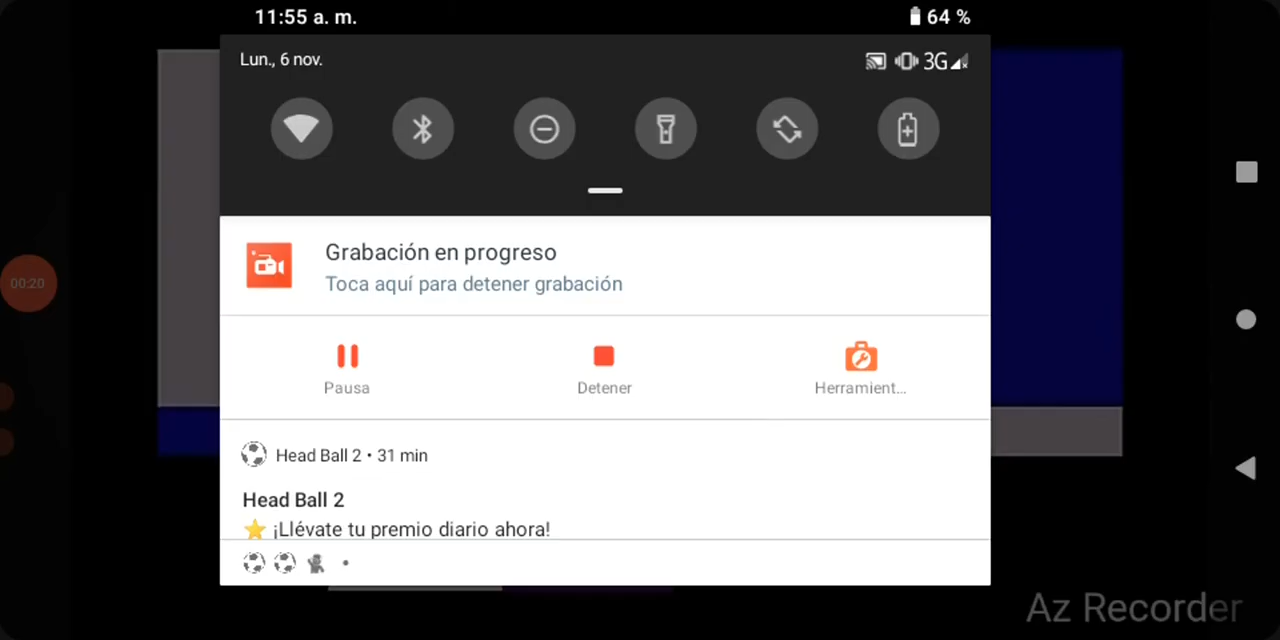 11:55 a. m.
64 %
Lun., 6 nov.
3G
Grabación en progreso
Toca aquí para detener grabación
00:20
Pausa
Detener
Herramient…
Head Ball 2 • 31 min
Head Ball 2
⭐ ¡Llévate tu premio diario ahora!
Az Recorder